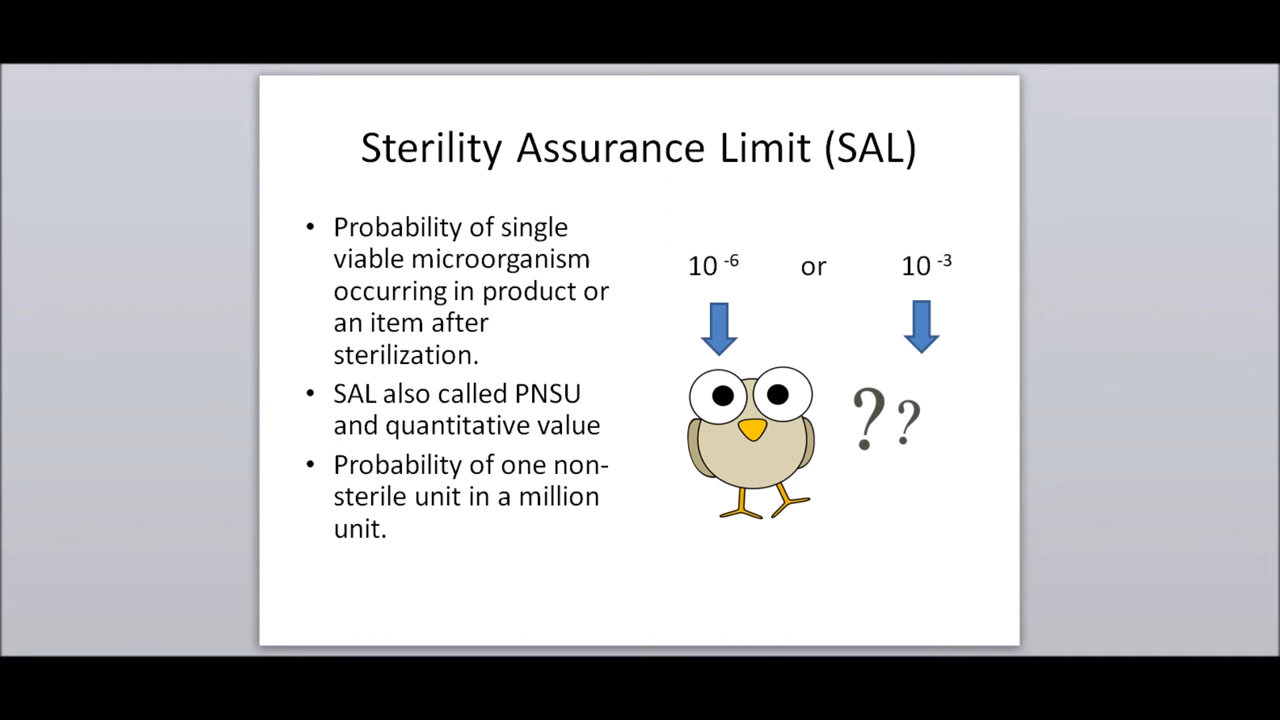 Sterility Assurance Limit (SAL)
• Probability of single
viable microorganism
occurring in product or
an item after
sterilization.
• SAL also called PNSU
and quantitative value
• Probability of one non-
sterile unit in a million
unit.
10 -6 or 10 -3
? ?